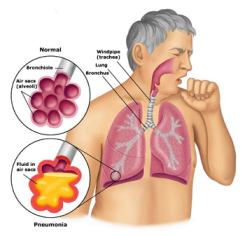 Normal
Bronchiole
Air sacs
(alveoli)
Windpipe
(trachea)
Lung
Bronchus
Fluid in
air sacs
Pneumonia